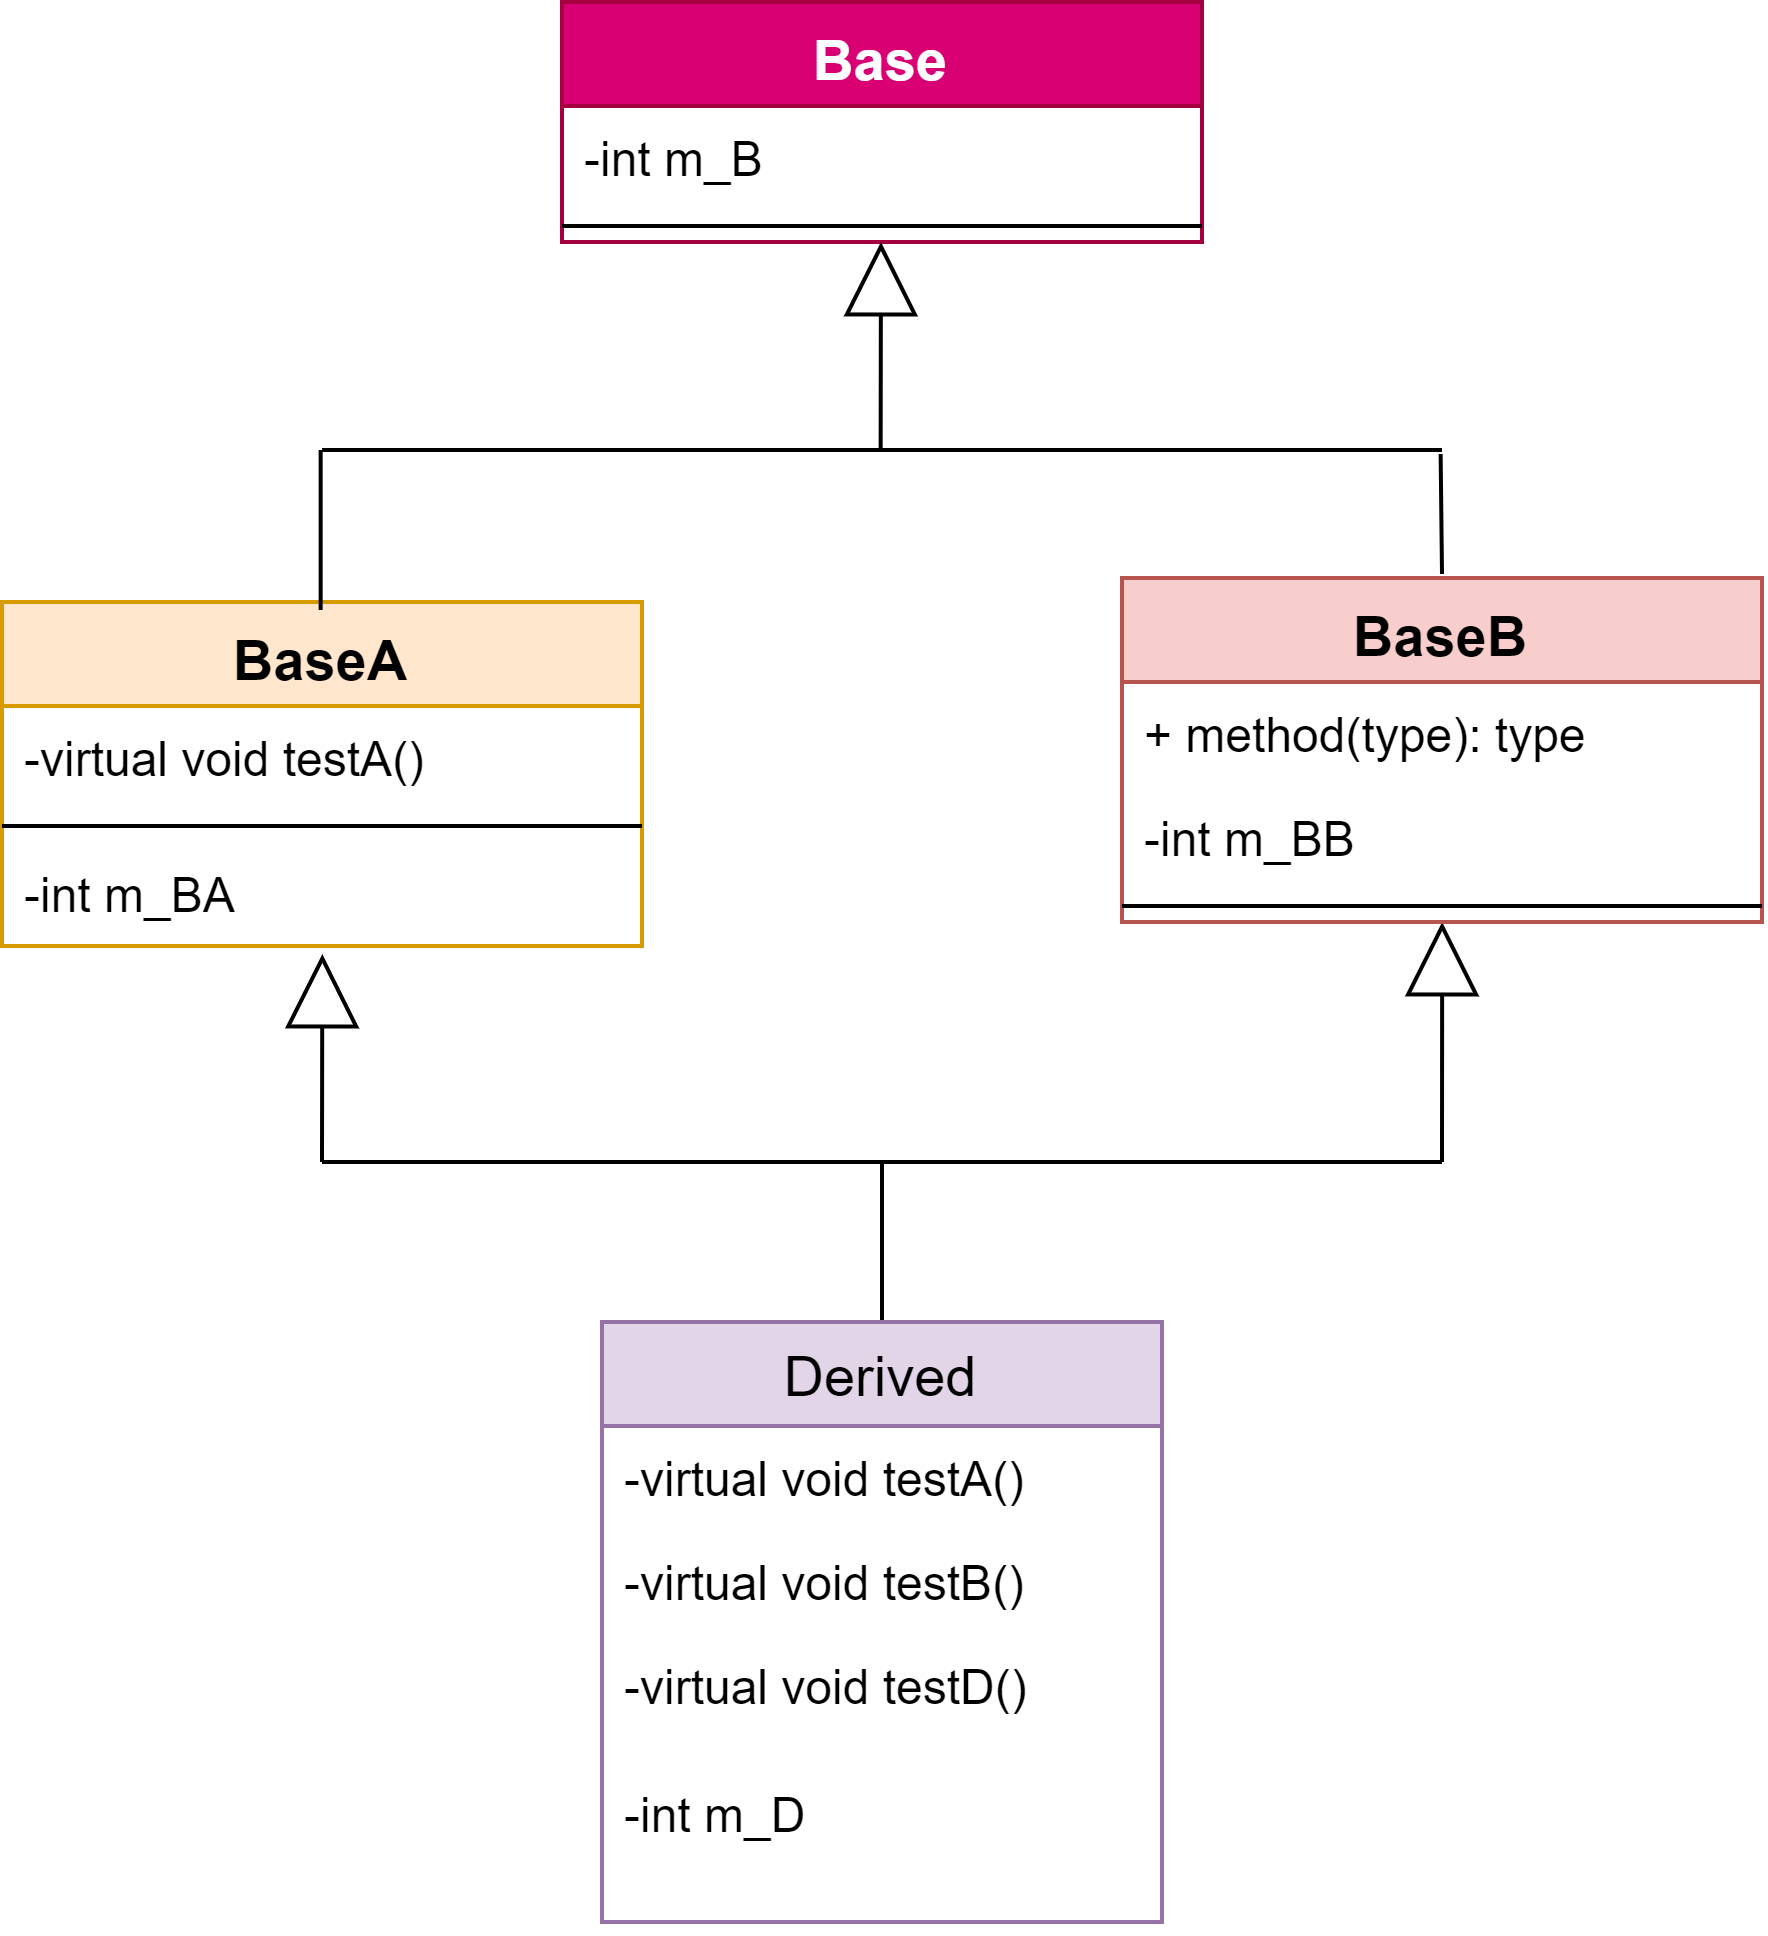 Base
-int m_B
BaseA
-virtual void testA()
-int m_BA
BaseB
+ method(type): type
-int m_BB
Derived
-virtual void testA()
-virtual void testB()
-virtual void testD()
-int m_D